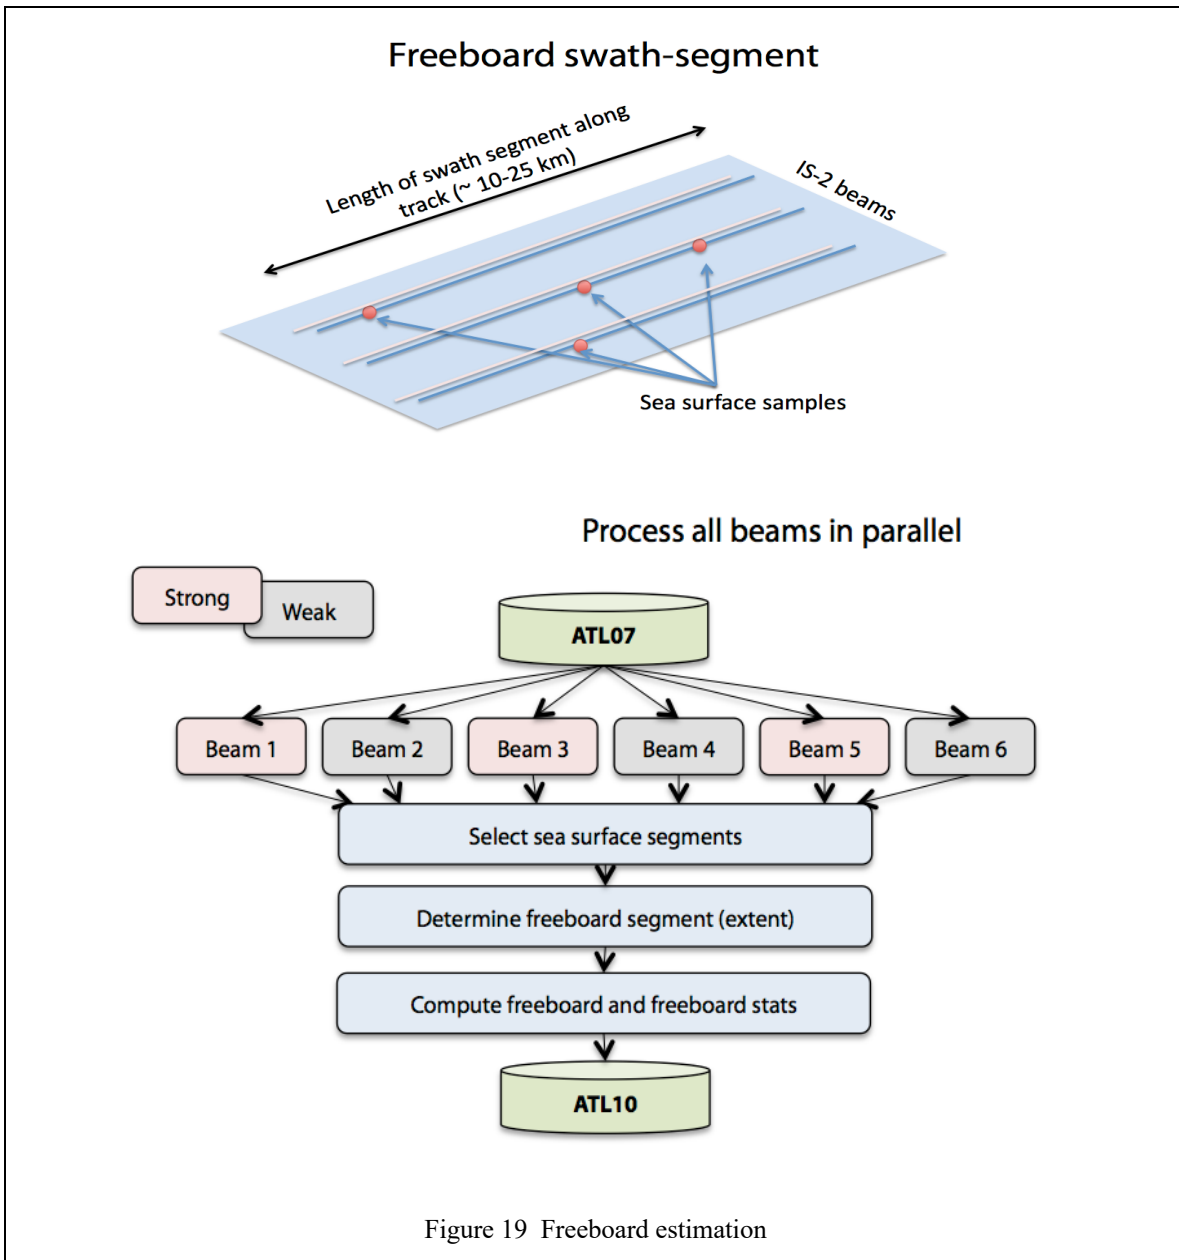 Freeboard swath-segment
Length of swath segment along
track (~ 10-25 km)
IS-2 beams
Sea surface samples
Process all beams in parallel
Strong
Weak
ATL07
Beam 1
Beam 2
Beam 3
Beam 4
Beam 5
Beam 6
Select sea surface segments
Determine freeboard segment (extent)
Compute freeboard and freeboard stats
ATL10
Figure 19  Freeboard estimation